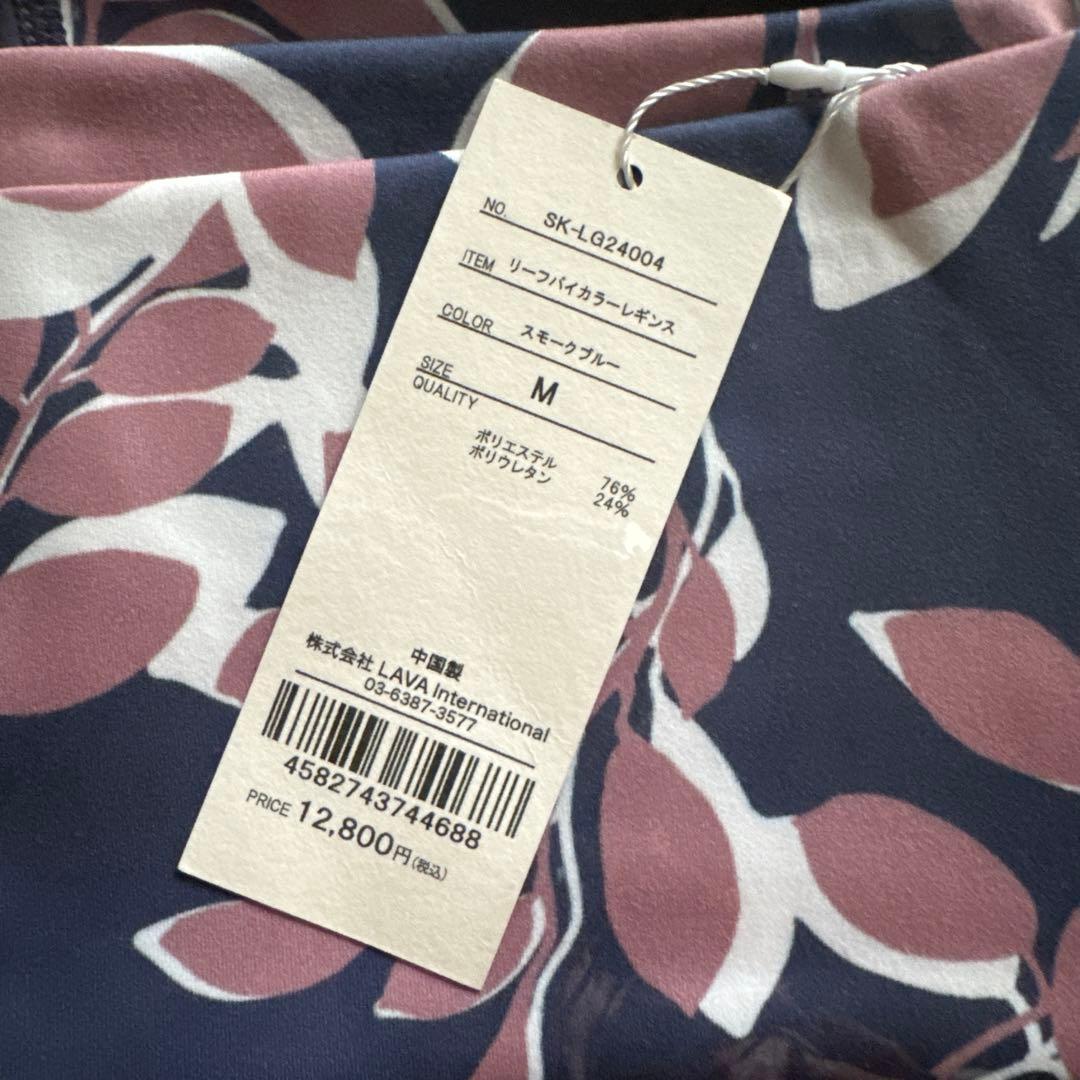 NO. SK-LG24004
ITEM リーフバイカラーレギンス
COLOR スモークブルー
SIZE M
QUALITY
ポリエステル 76%
ポリウレタン 24%
中国製
株式会社 LAVA International
03-6387-3577
4582743744688
PRICE 12,800円(税込)